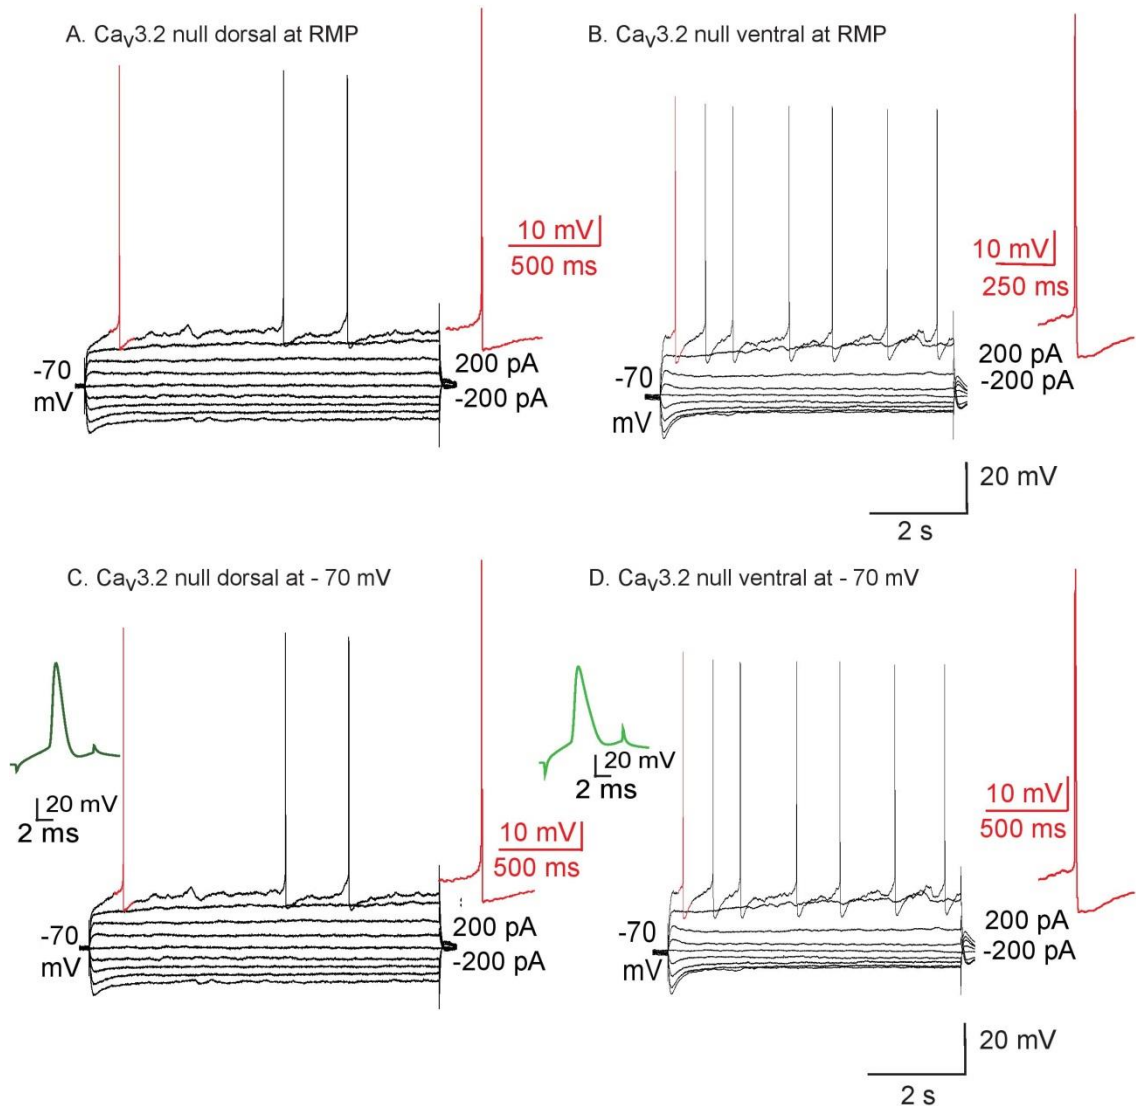 A. CaV3.2 null dorsal at RMP
10 mV
500 ms
-70
mV
200 pA
-200 pA
B. CaV3.2 null ventral at RMP
10 mV
250 ms
-70
mV
200 pA
-200 pA
20 mV
2 s
C. CaV3.2 null dorsal at - 70 mV
20 mV
2 ms
10 mV
500 ms
-70
mV
200 pA
-200 pA
D. CaV3.2 null ventral at - 70 mV
20 mV
2 ms
10 mV
500 ms
-70
mV
200 pA
-200 pA
20 mV
2 s